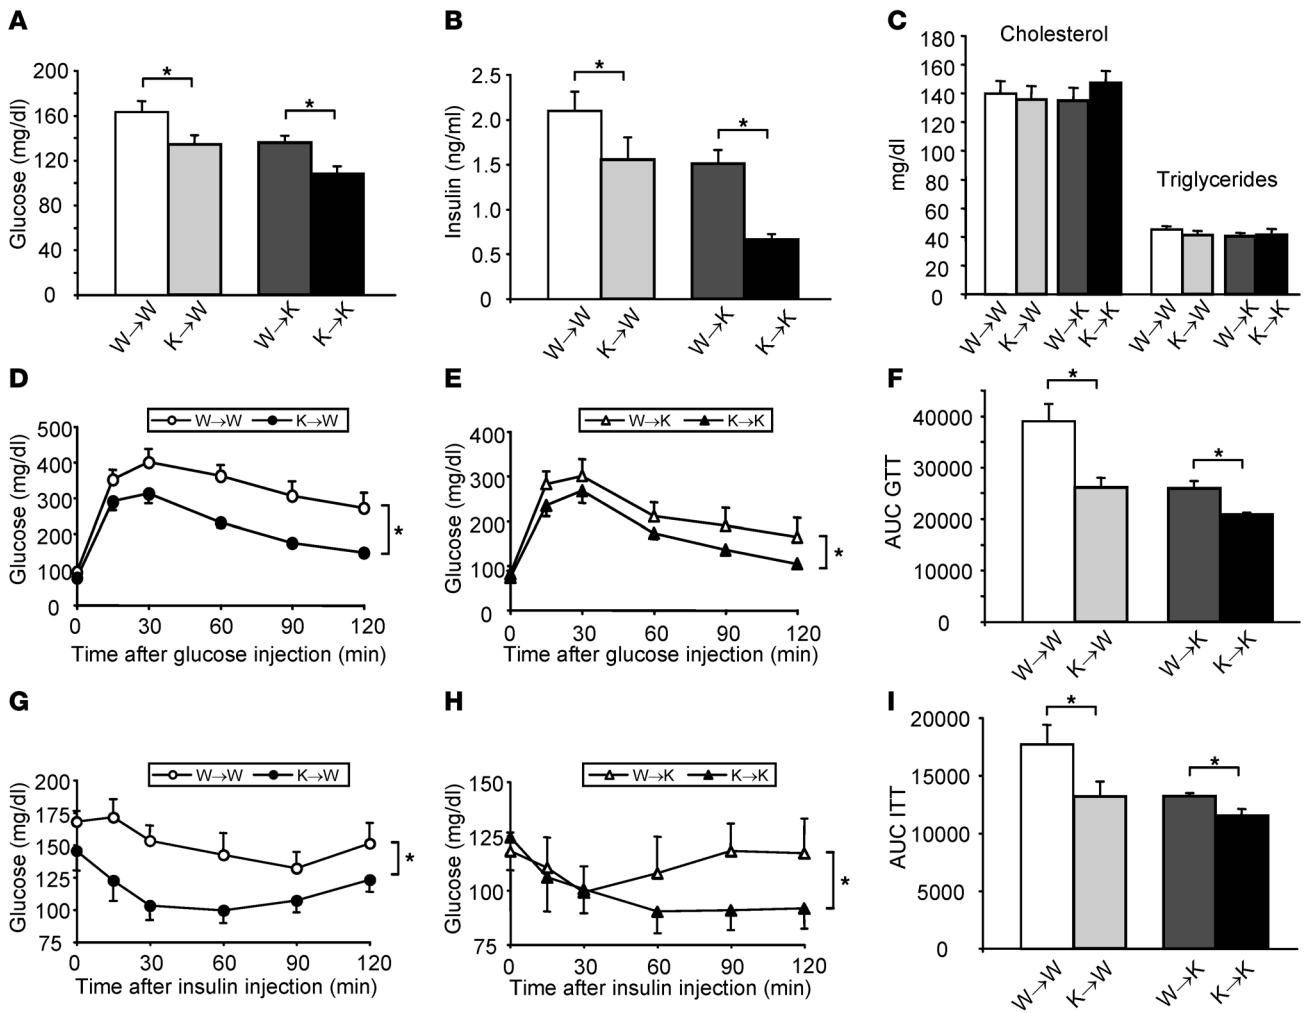 A
Glucose (mg/dl)
200
160
120
80
40
0
*
*
W→W
K→W
W→K
K→K
B
Insulin (ng/ml)
2.5
2.0
1.5
1.0
0.5
0
*
*
W→W
K→W
W→K
K→K
C
mg/dl
180
160
140
120
100
80
60
40
20
0
Cholesterol
Triglycerides
W→W
K→W
W→K
K→K
W→W
K→W
W→K
K→K
D
W→W
K→W
Glucose (mg/dl)
500
400
300
200
100
0
*
0
30
60
90
120
Time after glucose injection (min)
E
W→K
K→K
Glucose (mg/dl)
400
300
200
100
0
*
0
30
60
90
120
Time after glucose injection (min)
F
AUC GTT
40000
30000
20000
10000
0
*
*
W→W
K→W
W→K
K→K
G
W→W
K→W
Glucose (mg/dl)
200
175
150
125
100
75
*
0
30
60
90
120
Time after insulin injection (min)
H
W→K
K→K
Glucose (mg/dl)
150
125
100
75
*
0
30
60
90
120
Time after insulin injection (min)
I
AUC ITT
20000
15000
10000
5000
0
*
*
W→W
K→W
W→K
K→K